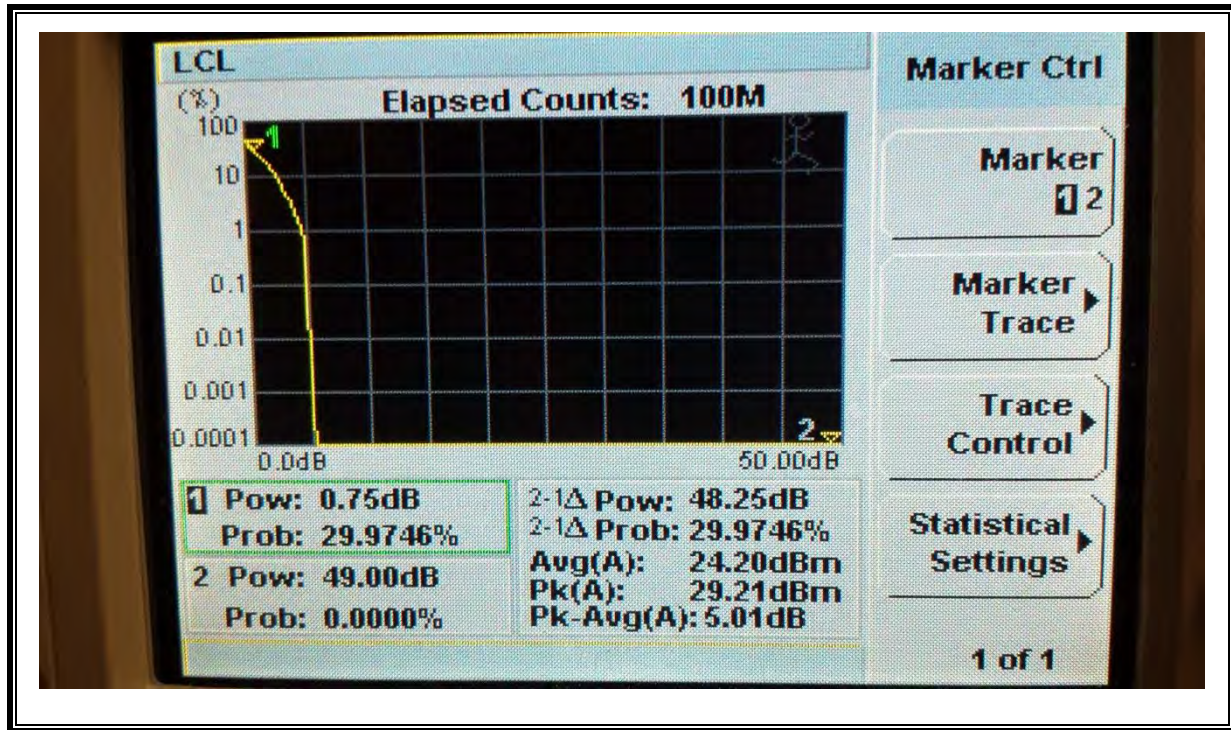 LCL
(%)
Elapsed Counts: 100M
100
10
1
0.1
0.01
0.001
0.0001
1
2
0.0dB
50.00dB
1 Pow: 0.75dB
Prob: 29.9746%
2 Pow: 49.00dB
Prob: 0.0000%
2-1Δ Pow: 48.25dB
2-1Δ Prob: 29.9746%
Avg(A): 24.20dBm
Pk(A): 29.21dBm
Pk-Avg(A): 5.01dB
Marker Ctrl
Marker
1 2
Marker
Trace
Trace
Control
Statistical
Settings
1 of 1